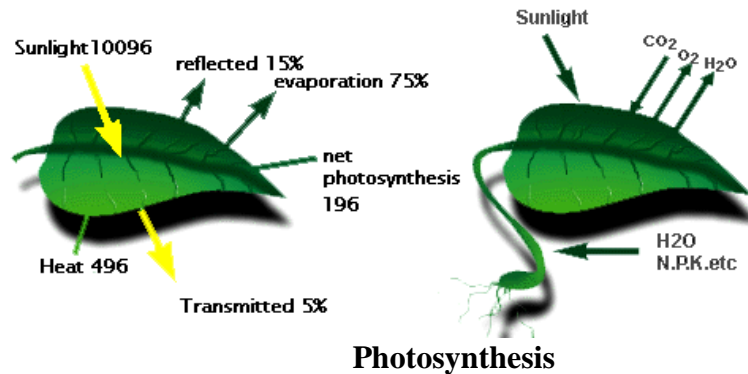 Sunlight10096
reflected 15%
evaporation 75%
net
photosynthesis
196
Heat 496
Transmitted 5%
Sunlight
CO2
O2
H2O
H2O
N.P.K.etc
Photosynthesis